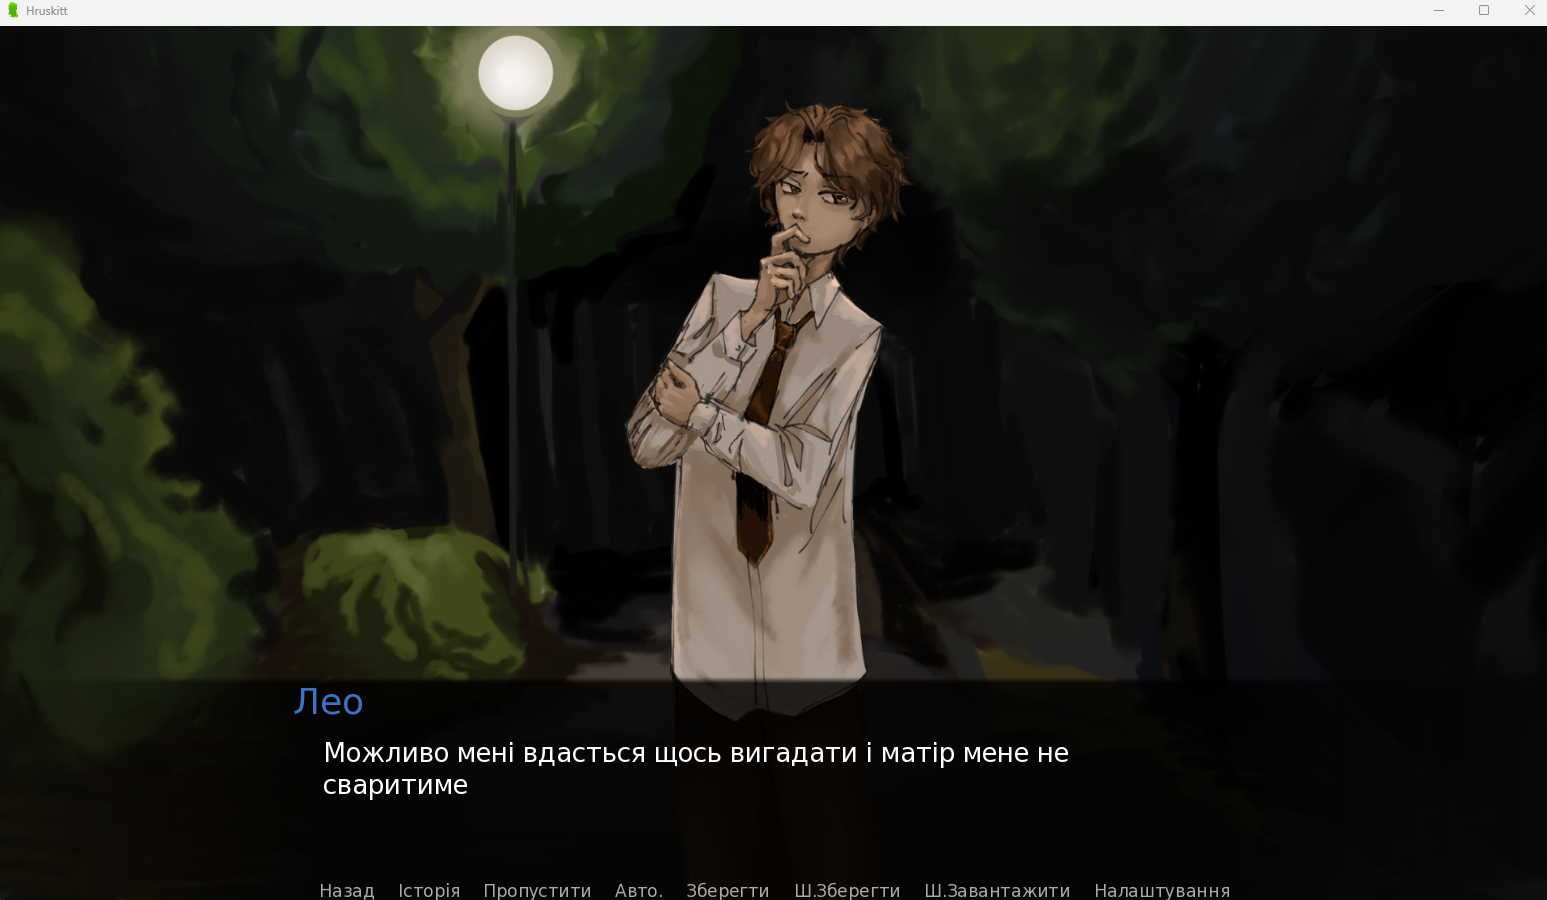 Hruskitt
Лео
Можливо мені вдасться щось вигадати і матір мене не
сваритиме
Назад Історія Пропустити Авто. Зберегти Ш.Зберегти Ш.Завантажити Налаштування